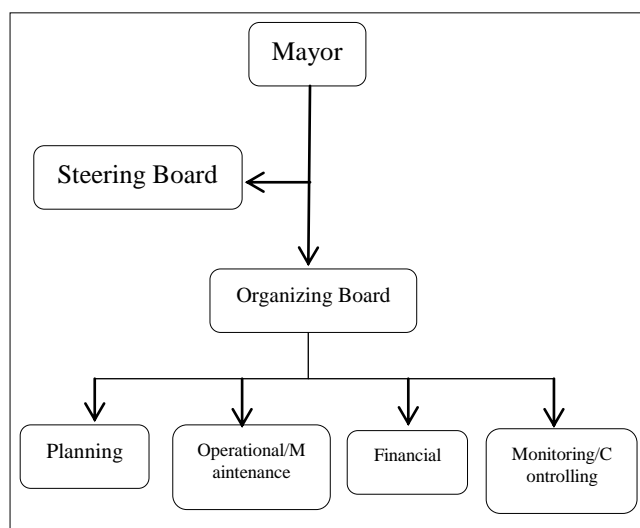 Mayor
Steering Board
Organizing Board
Planning
Operational/M
aintenance
Financial
Monitoring/C
ontrolling